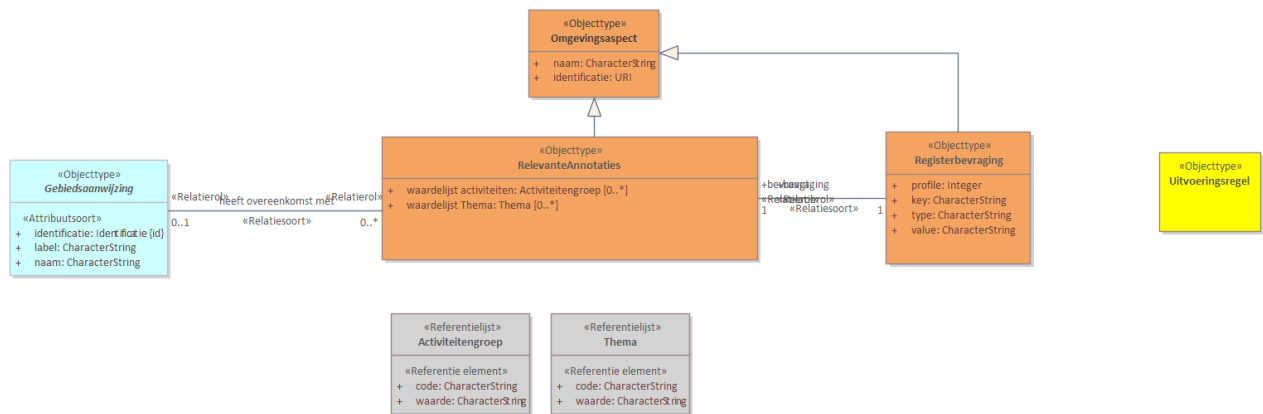 «Objecttype»
Omgevingsaspect
+ naam: CharacterString
+ identificatie: URI
«Objecttype»
Gebiedsaanwijzing
«Attribuutsoort»
+ identificatie: Identificatie {id}
+ label: CharacterString
+ naam: CharacterString
«Relatierol»
heeft overeenkomst met
«Relatierol»
0..1
«Relatiesoort»
0..*
«Objecttype»
RelevanteAnnotaties
+ waardelijst activiteiten: Activiteitengroep [0..*]
+ waardelijst Thema: Thema [0..*]
«Relatierol»
1
«Relatiesoort»
1
«Objecttype»
Registerbevraging
+ profile: Integer
+ key: CharacterString
+ type: CharacterString
+ value: CharacterString
«Objecttype»
Uitvoeringsregel
«Referentielijst»
Activiteitengroep
«Referentie element»
+ code: CharacterString
+ waarde: CharacterString
«Referentielijst»
Thema
«Referentie element»
+ code: CharacterString
+ waarde: CharacterString